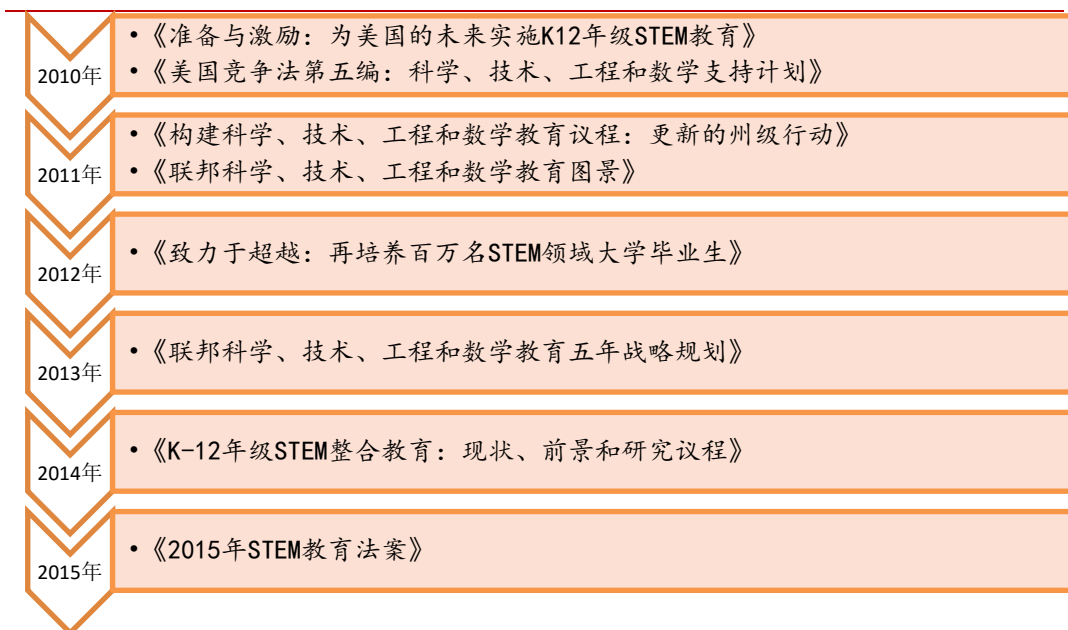 2010年
• 《准备与激励：为美国的未来实施K12年级STEM教育》
• 《美国竞争法第五编：科学、技术、工程和数学支持计划》
2011年
• 《构建科学、技术、工程和数学教育议程：更新的州级行动》
• 《联邦科学、技术、工程和数学教育图景》
2012年
• 《致力于超越：再培养百万名STEM领域大学毕业生》
2013年
• 《联邦科学、技术、工程和数学教育五年战略规划》
2014年
• 《K-12年级STEM整合教育：现状、前景和研究议程》
2015年
• 《2015年STEM教育法案》